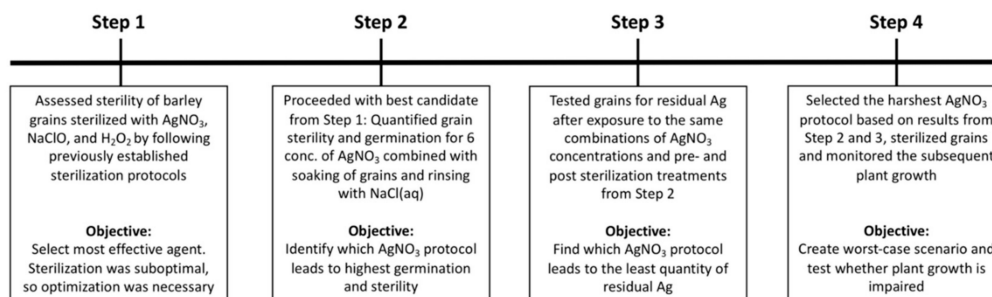 Step 1
Step 2
Step 3
Step 4
Assessed sterility of barley
grains sterilized with AgNO₃,
NaClO, and H₂O₂ by following
previously established
sterilization protocols
Objective:
Select most effective agent.
Sterilization was suboptimal,
so optimization was necessary
Proceeded with best candidate
from Step 1: Quantified grain
sterility and germination for 6
conc. of AgNO₃ combined with
soaking of grains and rinsing
with NaCl(aq)
Objective:
Identify which AgNO₃ protocol
leads to highest germination
and sterility
Tested grains for residual Ag
after exposure to the same
combinations of AgNO₃
concentrations and pre- and
post sterilization treatments
from Step 2
Objective:
Find which AgNO₃ protocol
leads to the least quantity of
residual Ag
Selected the harshest AgNO₃
protocol based on results from
Step 2 and 3, sterilized grains
and monitored the subsequent
plant growth
Objective:
Create worst-case scenario and
test whether plant growth is
impaired